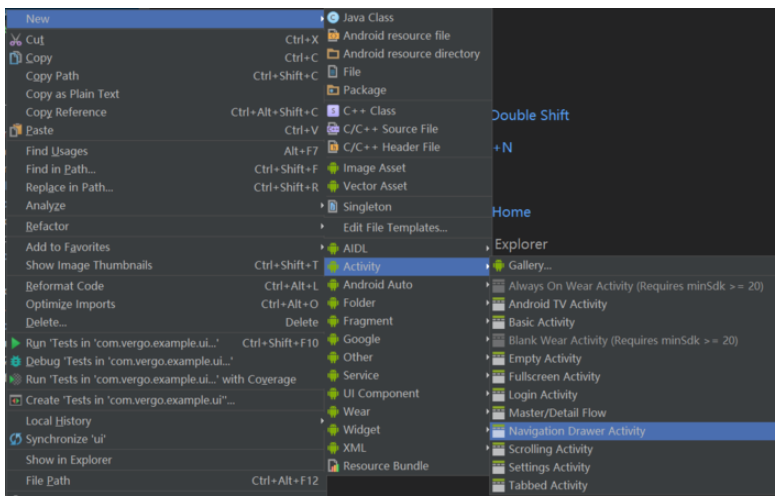 New
Cut Ctrl+X
Copy Ctrl+C
Copy Path Ctrl+Shift+C
Copy as Plain Text
Copy Reference Ctrl+Alt+Shift+C
Paste Ctrl+V
Find Usages Alt+F7
Find in Path... Ctrl+Shift+F
Replace in Path... Ctrl+Shift+R
Analyze
Refactor
Add to Favorites
Show Image Thumbnails Ctrl+Shift+T
Reformat Code Ctrl+Alt+L
Optimize Imports Ctrl+Alt+O
Delete... Delete
Run 'Tests in 'com.vergo.example.ui...' Ctrl+Shift+F10
Debug 'Tests in 'com.vergo.example.ui...'
Run 'Tests in 'com.vergo.example.ui...' with Coverage
Create 'Tests in 'com.vergo.example.ui''...
Local History
Synchronize 'ui'
Show in Explorer
File Path Ctrl+Alt+F12
Java Class
Android resource file
Android resource directory
File
Package
C++ Class
C/C++ Source File
C/C++ Header File
Image Asset
Vector Asset
Singleton
Edit File Templates...
AIDL
Activity
Android Auto
Folder
Fragment
Google
Other
Service
UI Component
Wear
Widget
XML
Resource Bundle
Double Shift
+N
Home
Explorer
Gallery...
Always On Wear Activity (Requires minSdk >= 20)
Android TV Activity
Basic Activity
Blank Wear Activity (Requires minSdk >= 20)
Empty Activity
Fullscreen Activity
Login Activity
Master/Detail Flow
Navigation Drawer Activity
Scrolling Activity
Settings Activity
Tabbed Activity